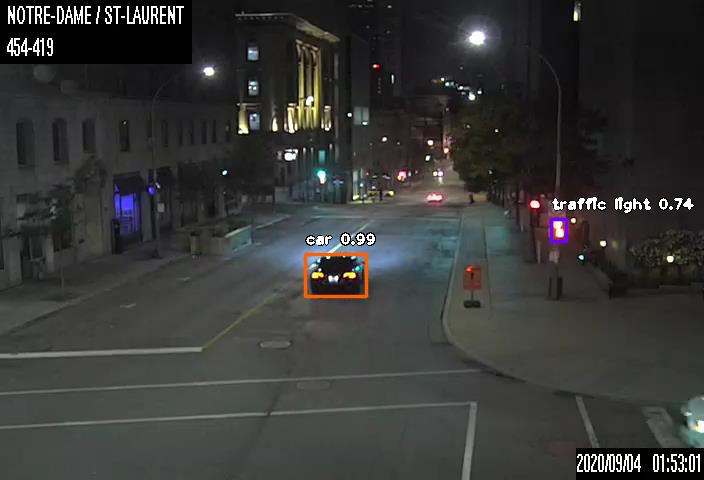 NOTRE-DAME / ST-LAURENT
454-419
traffic light 0.74
car 0.99
2020/09/04 01:53:01